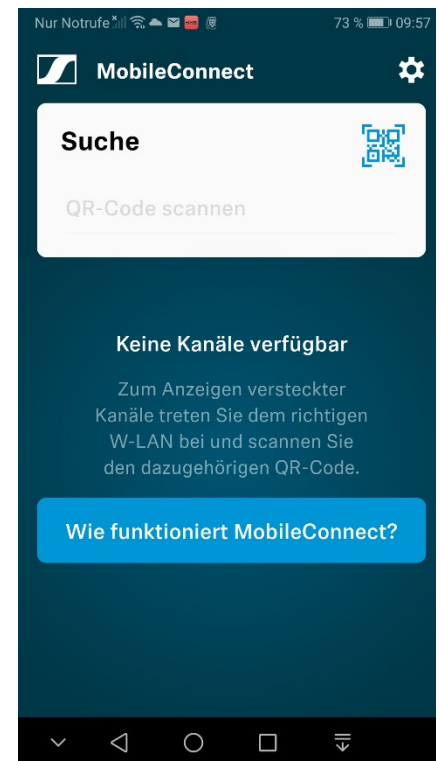 Nur Notrufe 73 % 09:57
MobileConnect
Suche
QR-Code scannen
Keine Kanäle verfügbar
Zum Anzeigen versteckter
Kanäle treten Sie dem richtigen
W-LAN bei und scannen Sie
den dazugehörigen QR-Code.
Wie funktioniert MobileConnect?